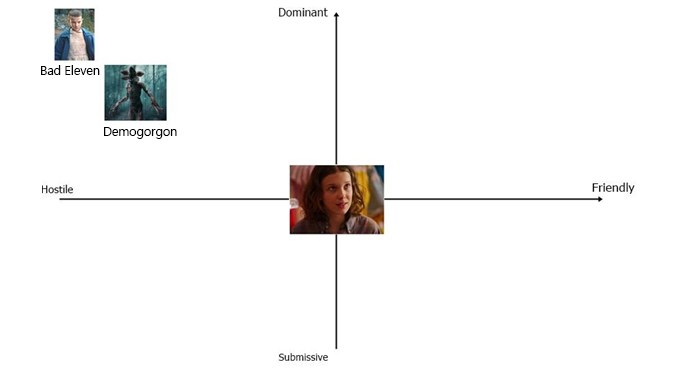 Dominant
Bad Eleven
Demogorgon
Hostile
Friendly
Submissive